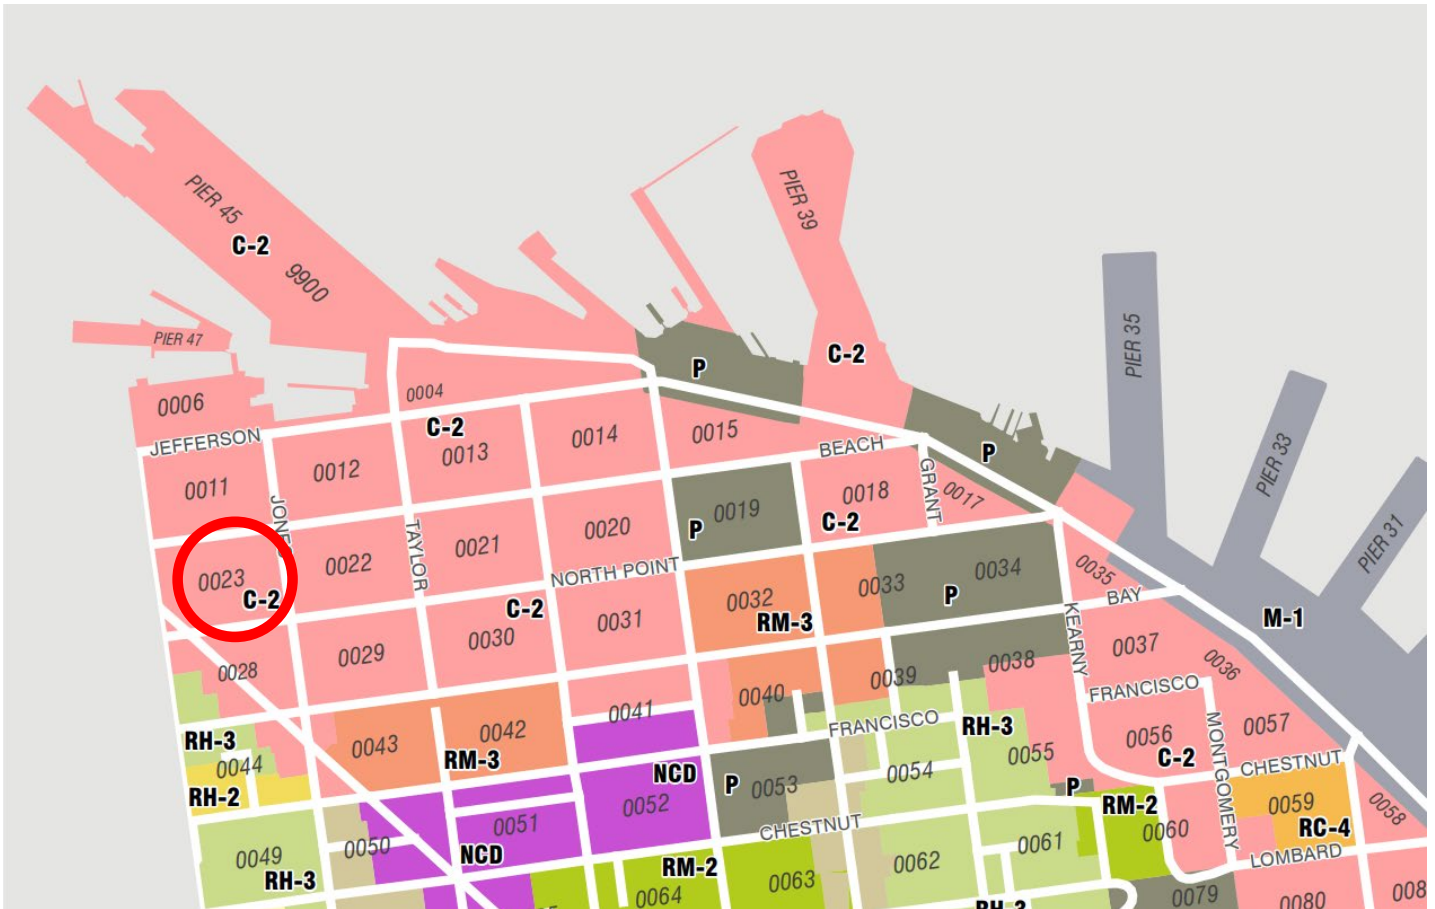 PIER 45
C-2
9900
PIER 47
PIER 39
PIER 35
PIER 33
PIER 31
P
C-2
0006
0004
JEFFERSON
C-2
0011
0012
0013
0014
0015
BEACH
P
JONES
TAYLOR
GRANT
0017
0018
C-2
0019
P
0020
0021
0022
0023
C-2
NORTH POINT
C-2
0028
0029
0030
0031
0032
RM-3
0033
0034
P
0035
BAY
M-1
KEARNY
0036
0037
0038
0039
0040
0041
FRANCISCO
FRANCISCO
RH-3
0042
0043
RM-3
RH-3
0044
RH-2
NCD
0052
P
0053
0054
0055
0056
C-2
0057
MONTGOMERY
CHESTNUT
P
RM-2
0059
RC-4
0058
0060
LOMBARD
CHESTNUT
0049
RH-3
0050
0051
NCD
RM-2
0064
0063
0062
0061
RH-3
0079
0080
008